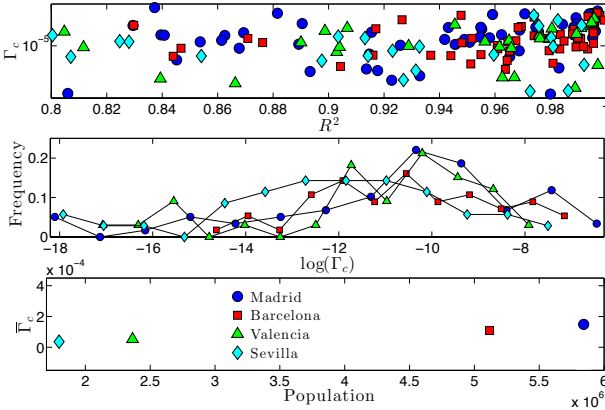 Γc
10^-5
0.8 0.82 0.84 0.86 0.88 0.9 0.92 0.94 0.96 0.98 1
R^2
Frequency
0.2
0.1
0
-18 -16 -14 -12 -10 -8
log(Γc)
x 10^-4
Γ̅c
4
2
0
Madrid
Barcelona
Valencia
Sevilla
2 2.5 3 3.5 4 4.5 5 5.5 6
Population
x 10^6